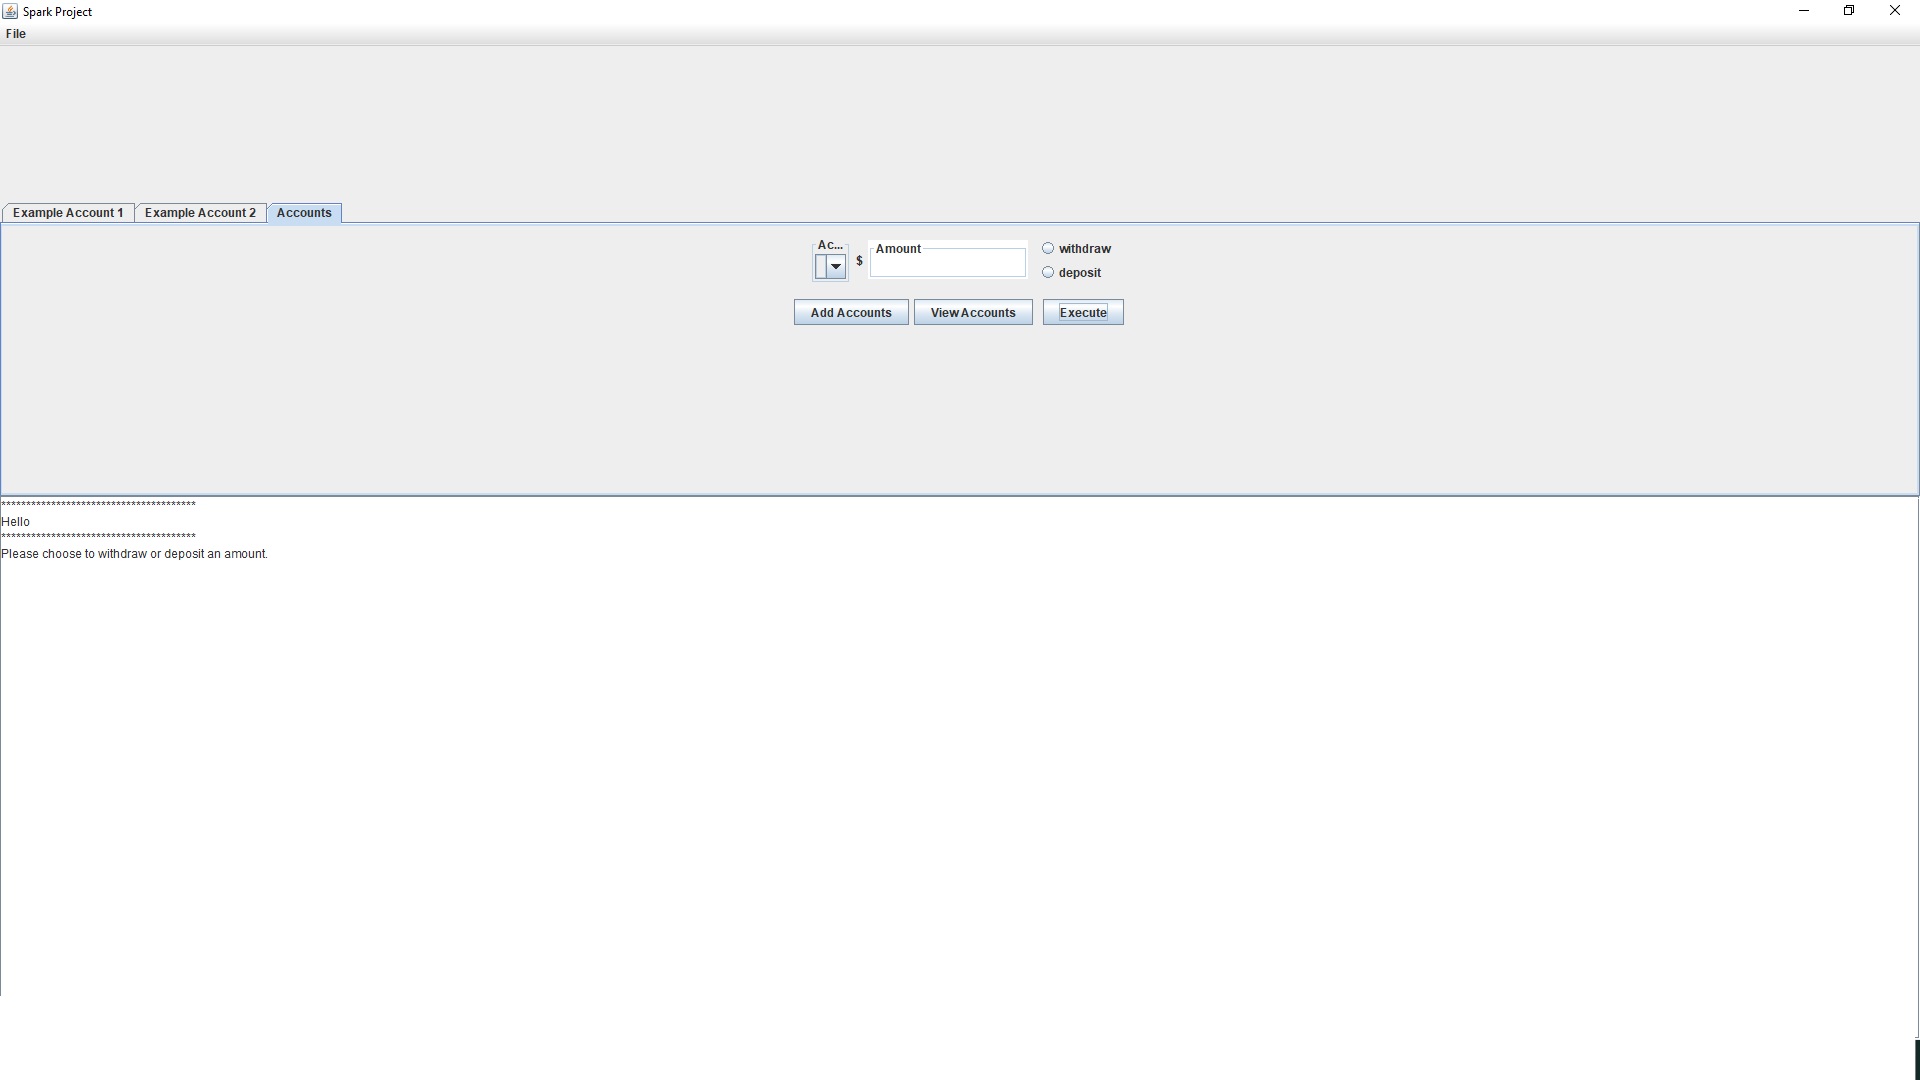 Spark Project
File
Example Account 1 Example Account 2 Accounts
Ac... $ Amount withdraw
deposit
Add Accounts View Accounts Execute
***************************************
Hello
***************************************
Please choose to withdraw or deposit an amount.